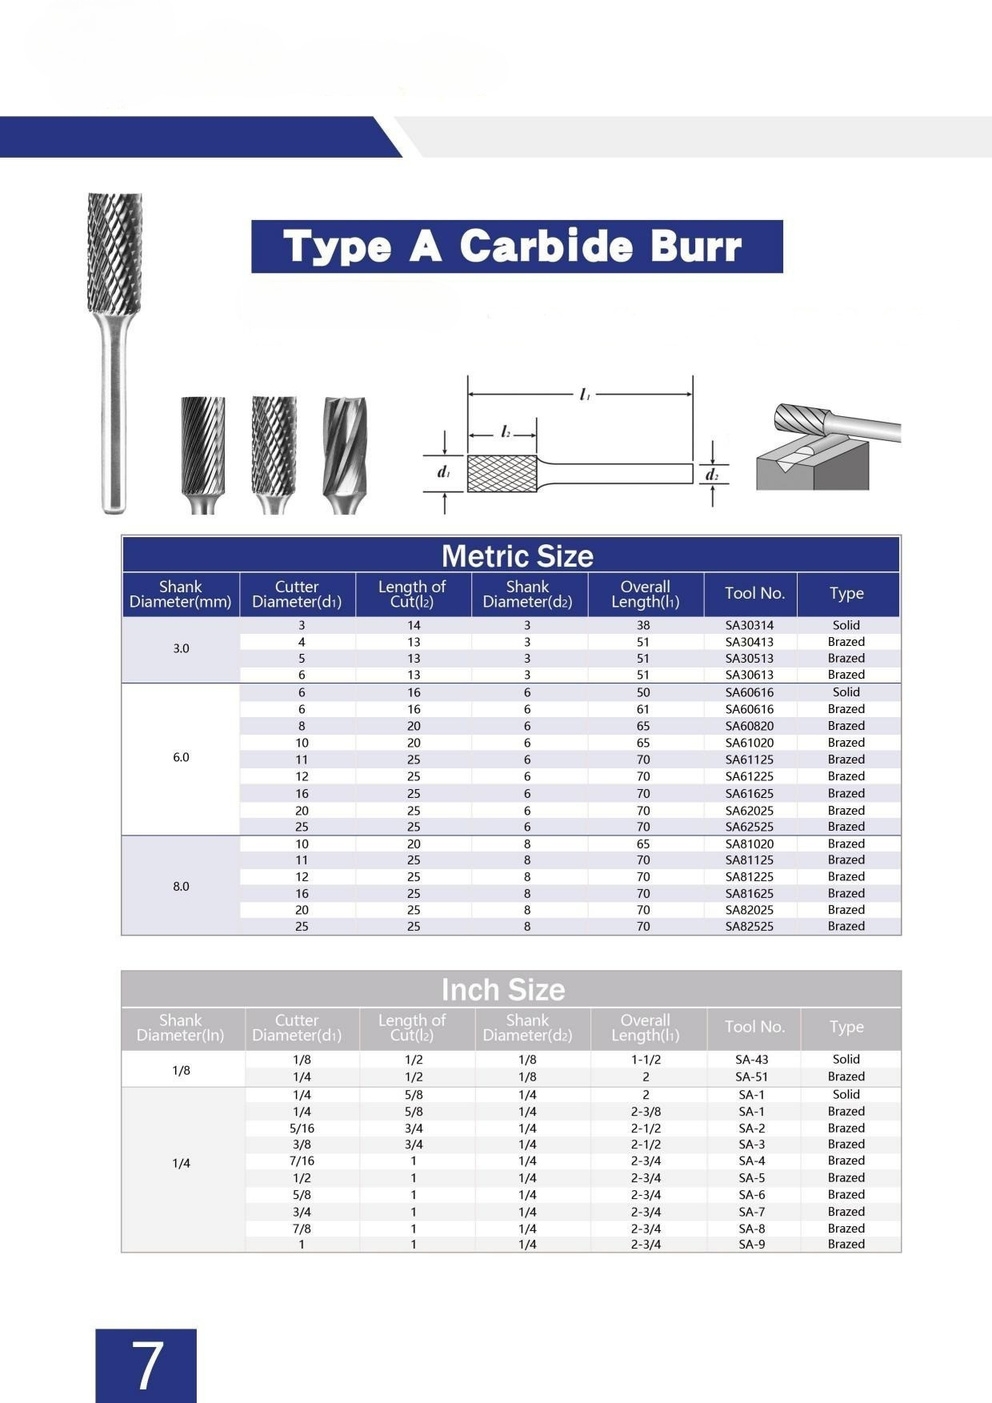 Type A Carbide Burr
l1
l2
d1
d2
Metric Size
Shank Diameter(mm) Cutter Diameter(d1) Length of Cut(l2) Shank Diameter(d2) Overall Length(l1) Tool No. Type
3.0
3 14 3 38 SA30314 Solid
4 13 3 51 SA30413 Brazed
5 13 3 51 SA30513 Brazed
6 13 3 51 SA30613 Brazed
6.0
6 16 6 50 SA60616 Solid
6 16 6 61 SA60616 Brazed
8 20 6 65 SA60820 Brazed
10 20 6 65 SA61020 Brazed
11 25 6 70 SA61125 Brazed
12 25 6 70 SA61225 Brazed
16 25 6 70 SA61625 Brazed
20 25 6 70 SA62025 Brazed
25 25 6 70 SA62525 Brazed
8.0
10 20 8 65 SA81020 Brazed
11 25 8 70 SA81125 Brazed
12 25 8 70 SA81225 Brazed
16 25 8 70 SA81625 Brazed
20 25 8 70 SA82025 Brazed
25 25 8 70 SA82525 Brazed
Inch Size
Shank Diameter(In) Cutter Diameter(d1) Length of Cut(l2) Shank Diameter(d2) Overall Length(l1) Tool No. Type
1/8
1/8 1/2 1/8 1-1/2 SA-43 Solid
1/4 1/2 1/8 2 SA-51 Brazed
1/4
1/4 5/8 1/4 2 SA-1 Solid
1/4 5/8 1/4 2-3/8 SA-1 Brazed
5/16 3/4 1/4 2-1/2 SA-2 Brazed
3/8 3/4 1/4 2-1/2 SA-3 Brazed
7/16 1 1/4 2-3/4 SA-4 Brazed
1/2 1 1/4 2-3/4 SA-5 Brazed
5/8 1 1/4 2-3/4 SA-6 Brazed
3/4 1 1/4 2-3/4 SA-7 Brazed
7/8 1 1/4 2-3/4 SA-8 Brazed
1 1 1/4 2-3/4 SA-9 Brazed
7